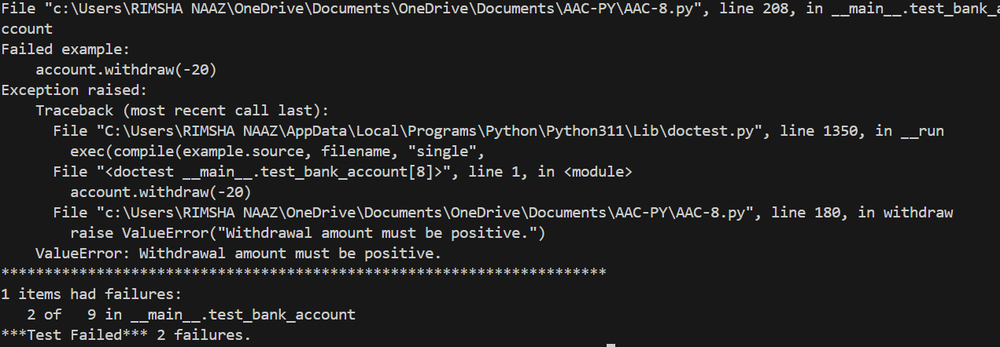 File "c:\Users\RIMSHA NAAZ\OneDrive\Documents\OneDrive\Documents\AAC-PY\AAC-8.py", line 208, in __main__.test_bank_a
ccount
Failed example:
    account.withdraw(-20)
Exception raised:
    Traceback (most recent call last):
      File "C:\Users\RIMSHA NAAZ\AppData\Local\Programs\Python\Python311\Lib\doctest.py", line 1350, in __run
        exec(compile(example.source, filename, "single",
      File "<doctest __main__.test_bank_account[8]>", line 1, in <module>
        account.withdraw(-20)
      File "c:\Users\RIMSHA NAAZ\OneDrive\Documents\OneDrive\Documents\AAC-PY\AAC-8.py", line 180, in withdraw
        raise ValueError("Withdrawal amount must be positive.")
    ValueError: Withdrawal amount must be positive.
**********************************************************************
1 items had failures:
   2 of   9 in __main__.test_bank_account
***Test Failed*** 2 failures.